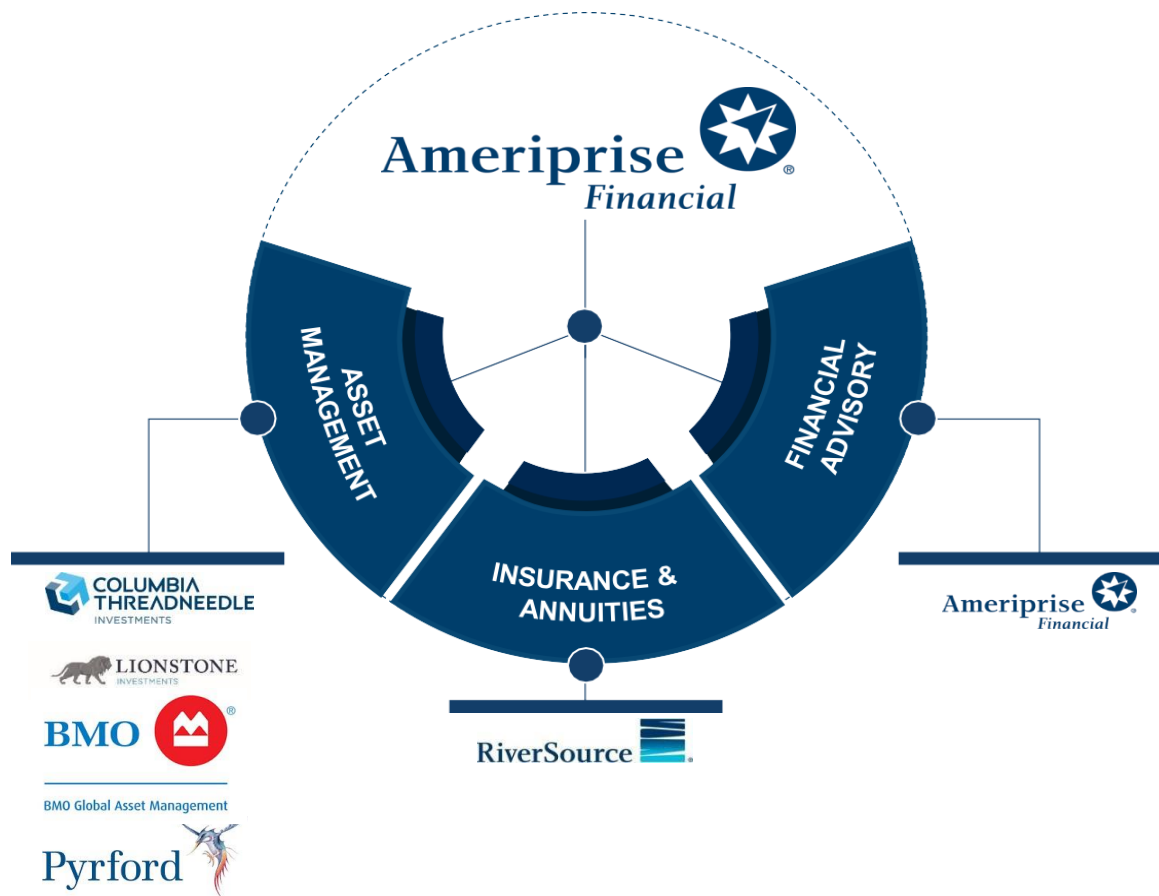 Ameriprise
®
Financial
ASSET
MANAGEMENT
FINANCIAL
ADVISORY
INSURANCE &
ANNUITIES
COLUMBIA
THREADNEEDLE
INVESTMENTS
LIONSTONE
INVESTMENTS
BMO ®
BMO Global Asset Management
Pyrford
RiverSource ®
Ameriprise ®
Financial